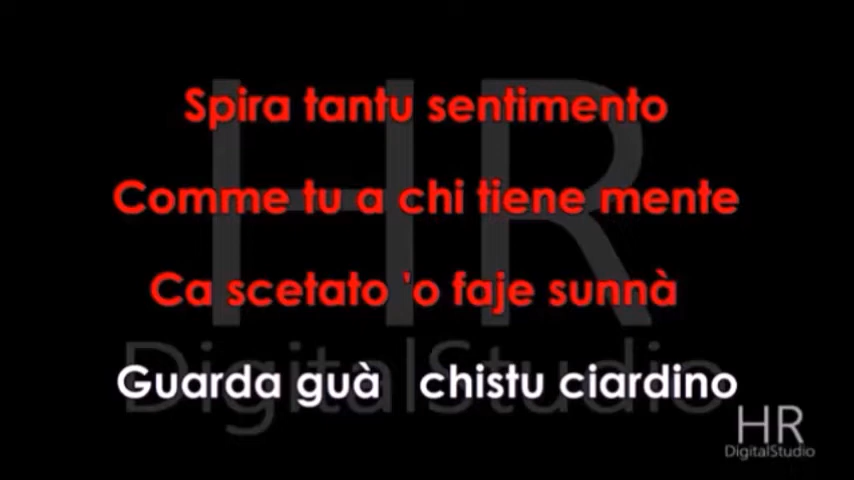 Spira tantu sentimento
Comme tu a chi tiene mente
Ca scetato 'o faje sunnà
Guarda guà chistu ciardino
HR
DigitalStudio
HR
DigitalStudio